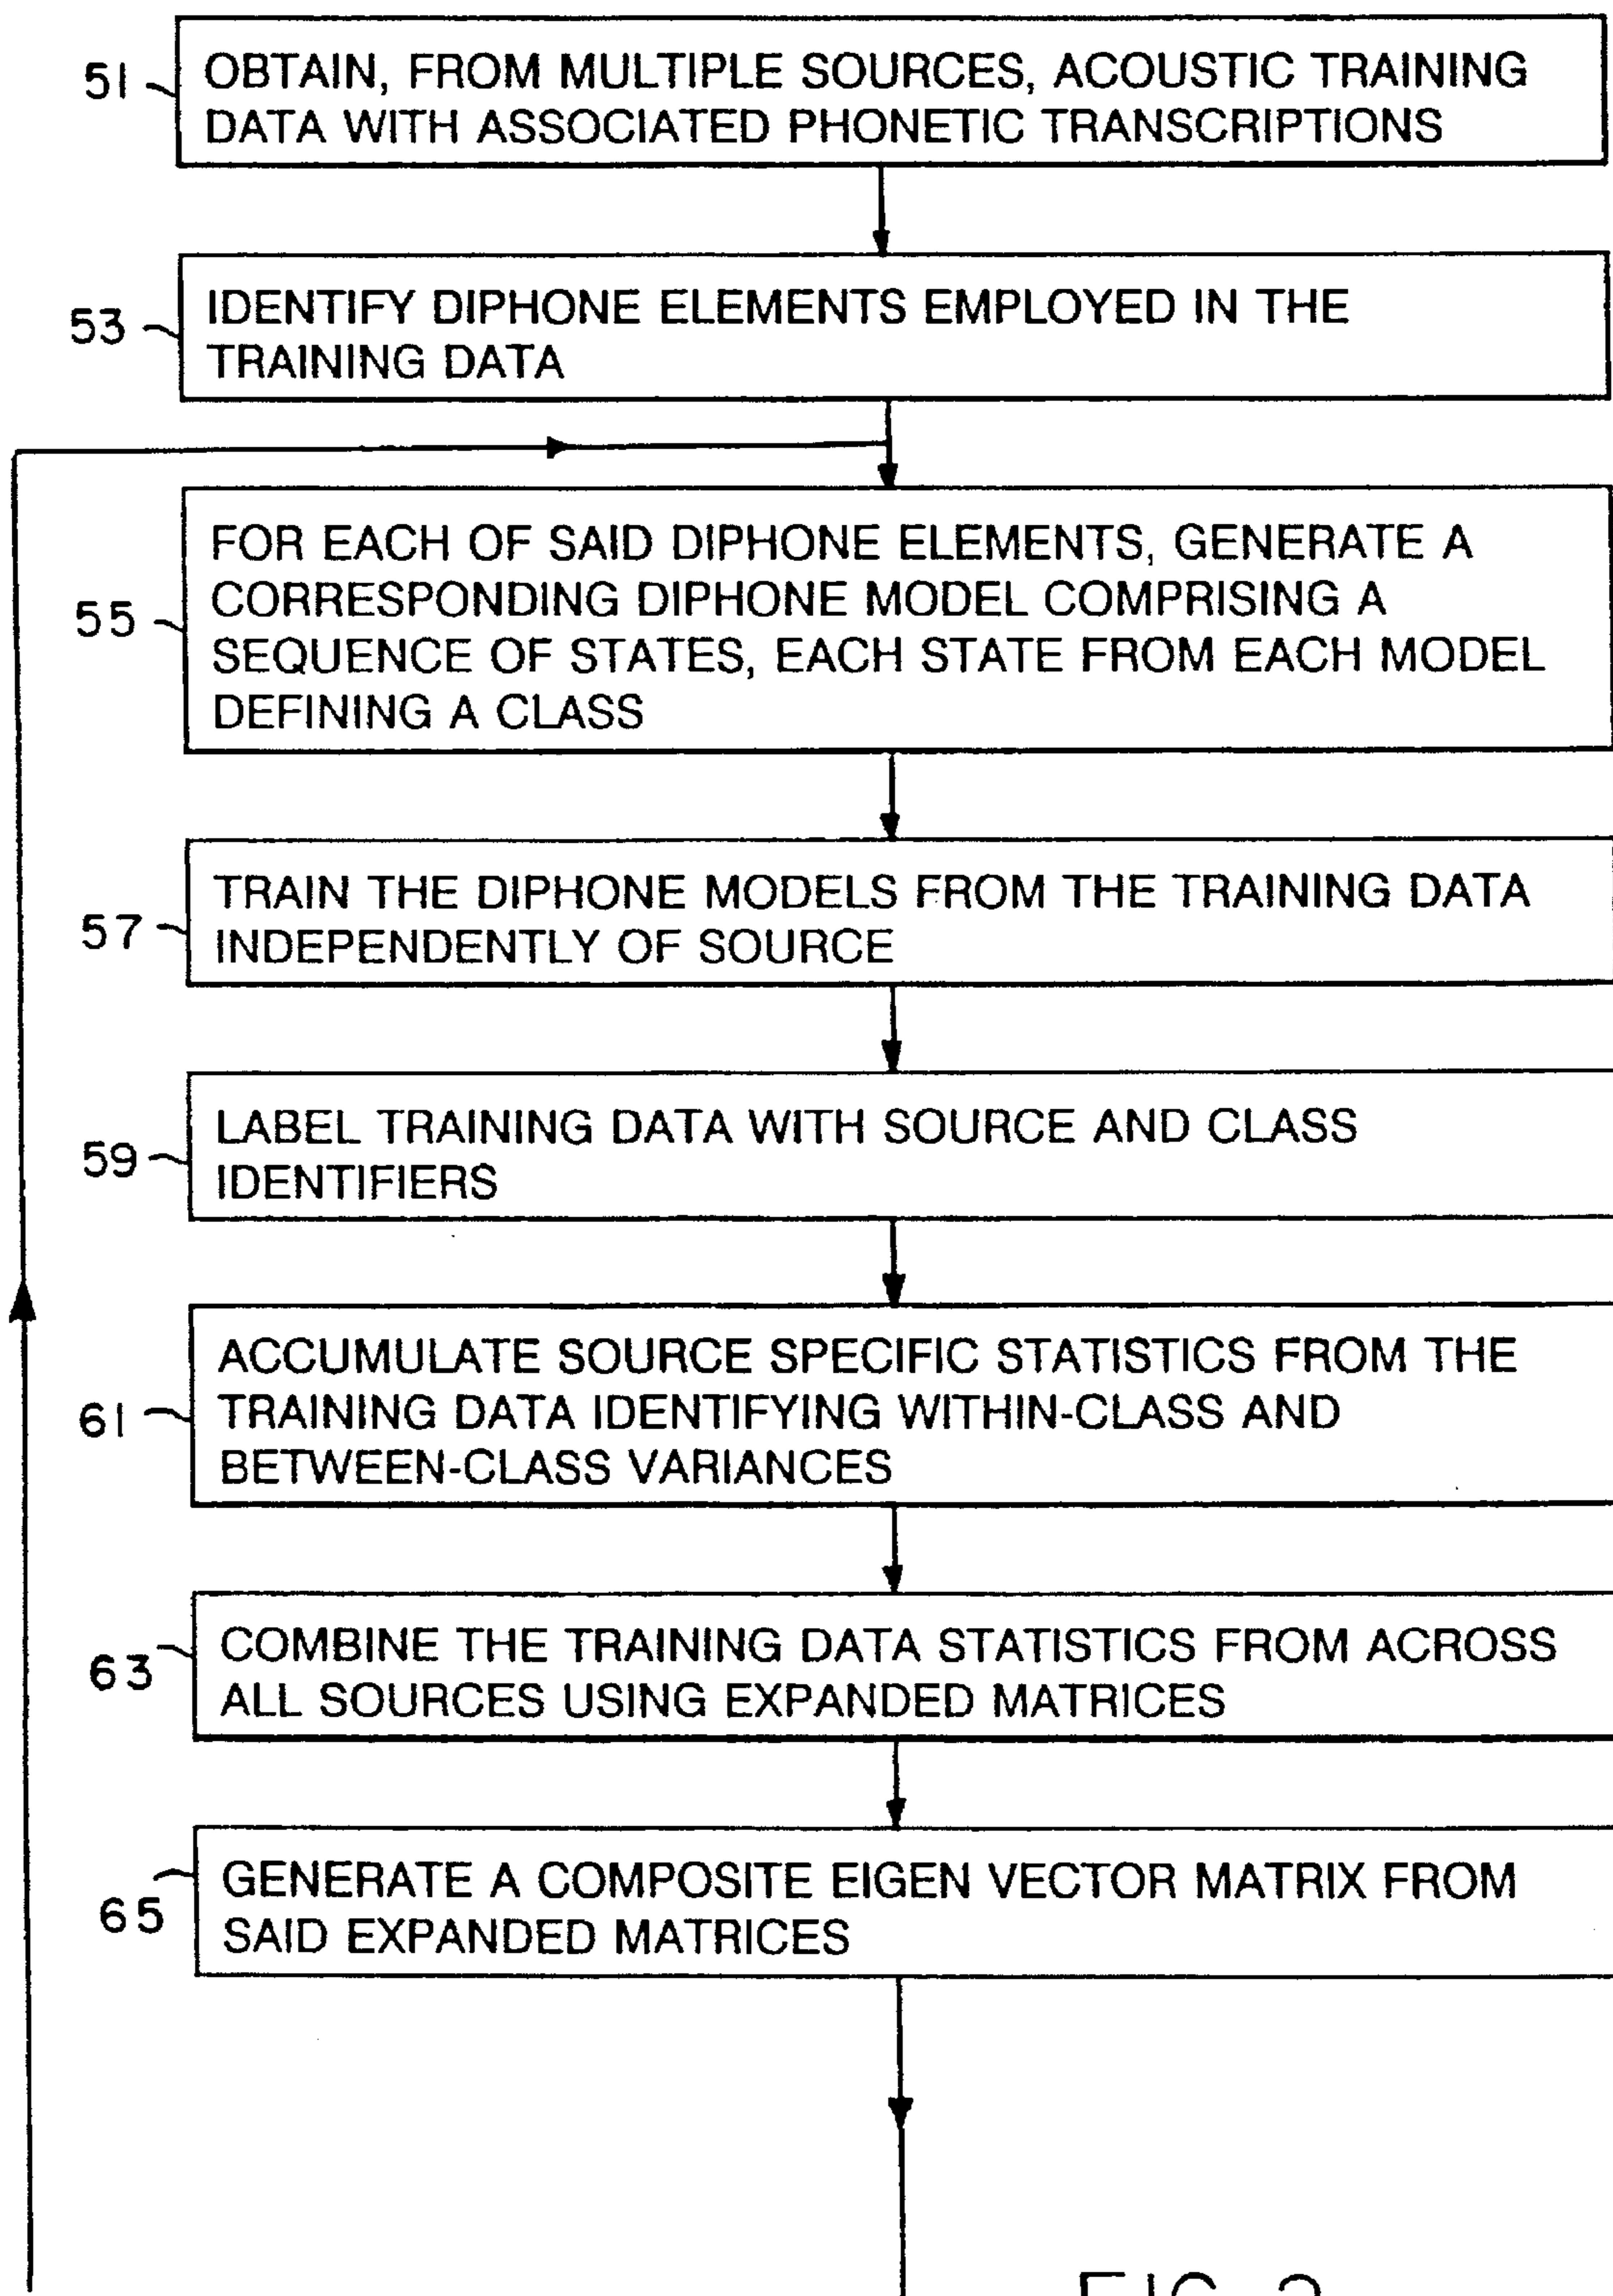 51
OBTAIN, FROM MULTIPLE SOURCES, ACOUSTIC TRAINING
DATA WITH ASSOCIATED PHONETIC TRANSCRIPTIONS
53
IDENTIFY DIPHONE ELEMENTS EMPLOYED IN THE
TRAINING DATA
55
FOR EACH OF SAID DIPHONE ELEMENTS, GENERATE A
CORRESPONDING DIPHONE MODEL COMPRISING A
SEQUENCE OF STATES, EACH STATE FROM EACH MODEL
DEFINING A CLASS
57
TRAIN THE DIPHONE MODELS FROM THE TRAINING DATA
INDEPENDENTLY OF SOURCE
59
LABEL TRAINING DATA WITH SOURCE AND CLASS
IDENTIFIERS
61
ACCUMULATE SOURCE SPECIFIC STATISTICS FROM THE
TRAINING DATA IDENTIFYING WITHIN-CLASS AND
BETWEEN-CLASS VARIANCES
63
COMBINE THE TRAINING DATA STATISTICS FROM ACROSS
ALL SOURCES USING EXPANDED MATRICES
65
GENERATE A COMPOSITE EIGEN VECTOR MATRIX FROM
SAID EXPANDED MATRICES